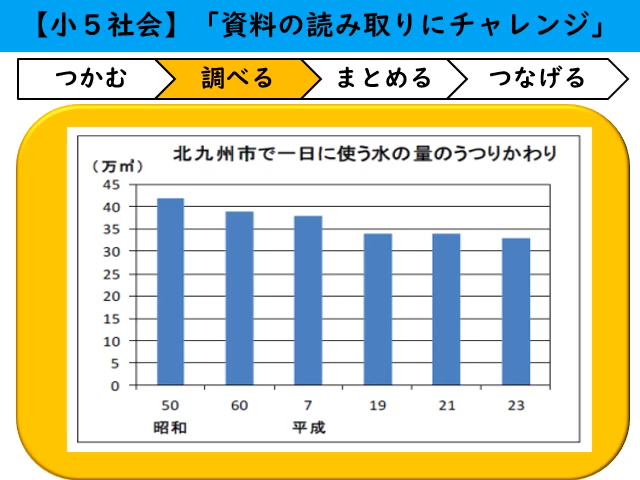 【小５社会】「資料の読み取りにチャレンジ」
つかむ 調べる まとめる つなげる
北九州市で一日に使う水の量のうつりかわり
（万㎥）
45
40
35
30
25
20
15
10
5
0
50 60 7 19 21 23
昭和 平成